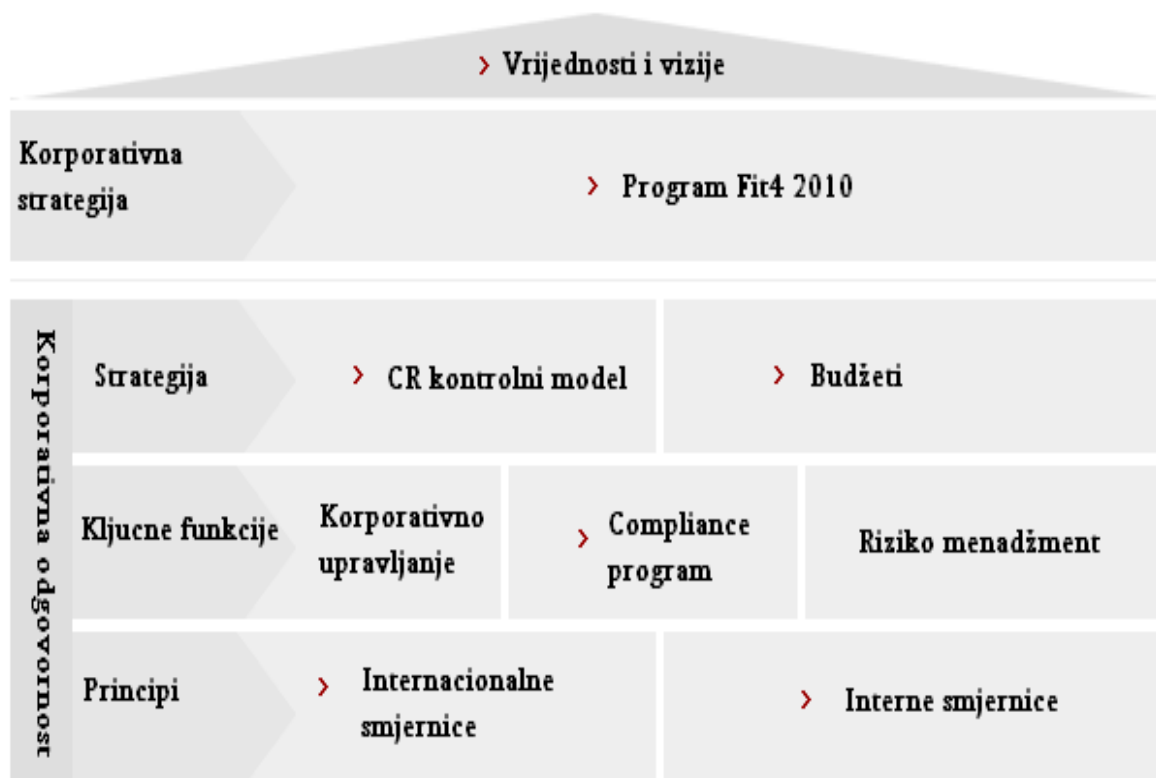 Vrijednosti i vizije
Korporativna
strategija
Program Fit4 2010
Korporativna odgovornost
Strategija
CR kontrolni model
Budžeti
Kljucne funkcije
Korporativno
upravljanje
Compliance
program
Riziko menadžment
Principi
Internacionalne
smjernice
Interne smjernice